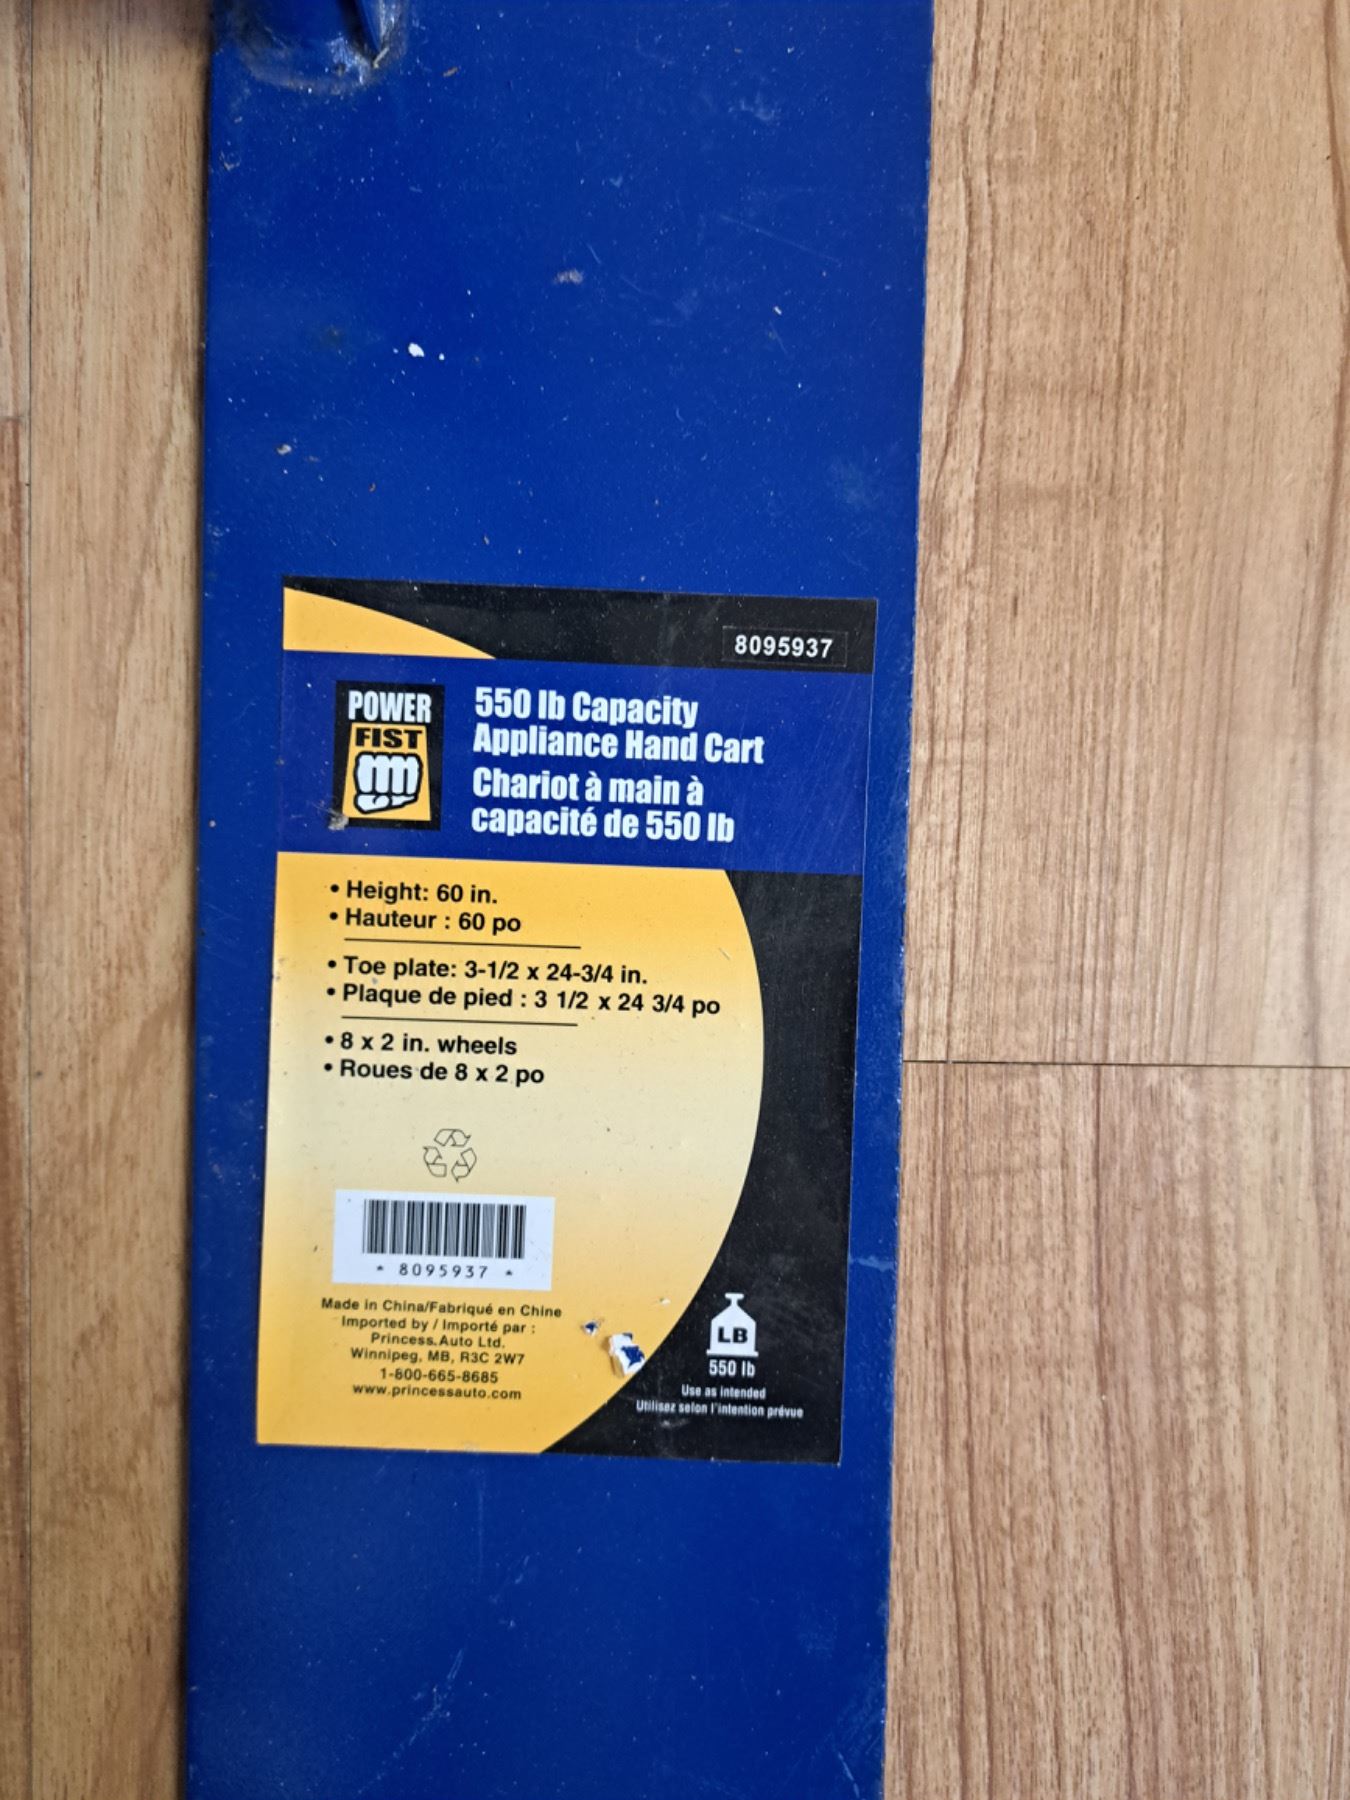 8095937
POWER
FIST
550 lb Capacity
Appliance Hand Cart
Chariot à main à
capacité de 550 lb
• Height: 60 in.
• Hauteur : 60 po
• Toe plate: 3-1/2 x 24-3/4 in.
• Plaque de pied : 3 1/2 x 24 3/4 po
• 8 x 2 in. wheels
• Roues de 8 x 2 po
* 8095937 *
Made in China/Fabriqué en Chine
Imported by / Importé par :
Princess Auto Ltd.
Winnipeg, MB, R3C 2W7
1-800-665-8685
www.princessauto.com
LB
550 lb
Use as intended
Utilisez selon l'intention prévue